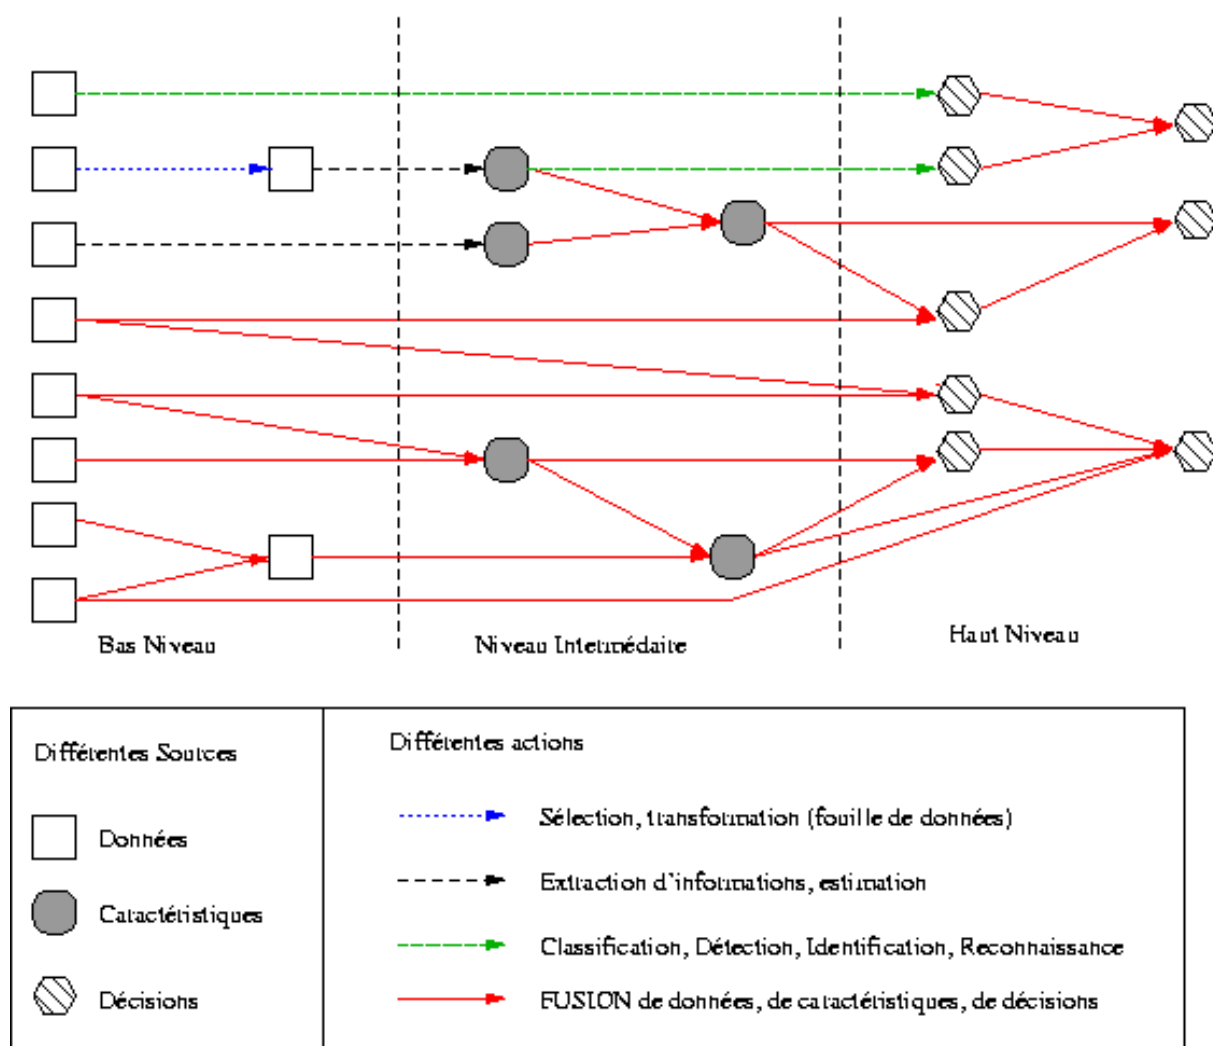 Bas Niveau
Niveau Intermédaire
Haut Niveau
Différentes Sources
Données
Caractéristiques
Décisions
Différentes actions
Sélection, transformation (fouille de données)
Extraction d'informations, estimation
Classification, Détection, Identification, Reconnaissance
FUSION de données, de caractéristiques, de décisions